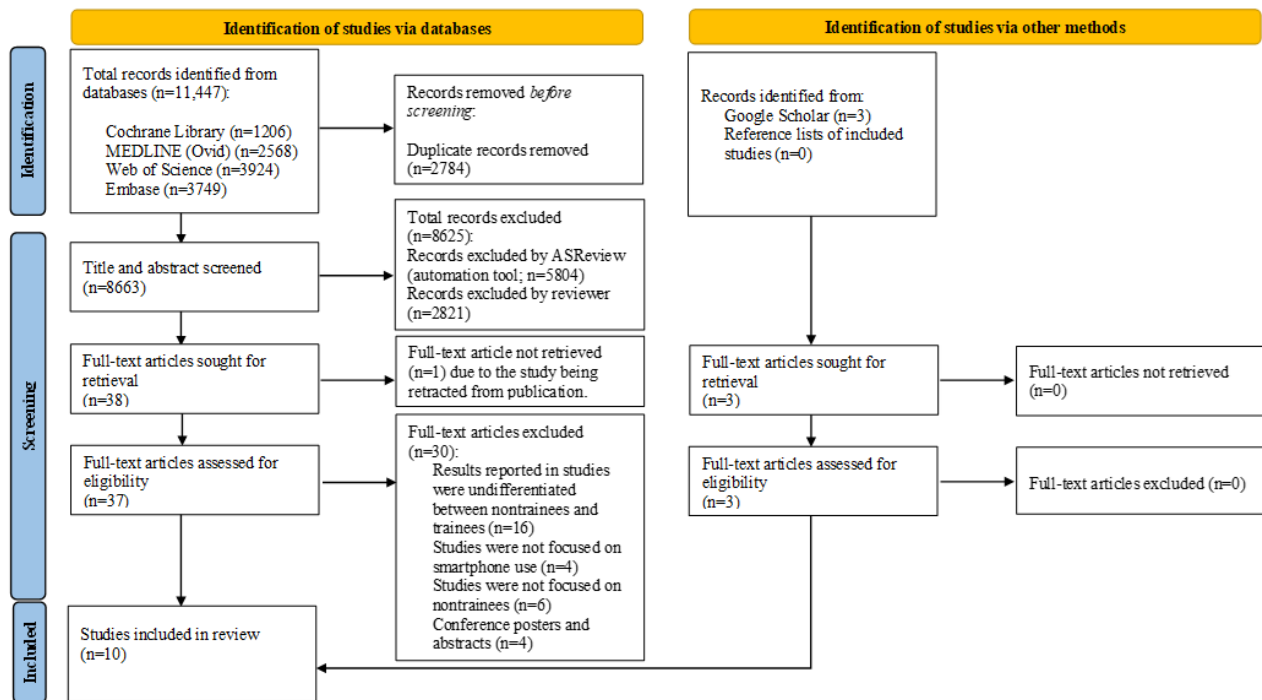 Identification of studies via databases
Identification of studies via other methods
Identification
Total records identified from
databases (n=11,447):
Cochrane Library (n=1206)
MEDLINE (Ovid) (n=2568)
Web of Science (n=3924)
Embase (n=3749)
Records removed before
screening:
Duplicate records removed
(n=2784)
Records identified from:
Google Scholar (n=3)
Reference lists of included
studies (n=0)
Screening
Title and abstract screened
(n=8663)
Total records excluded
(n=8625):
Records excluded by ASReview
(automation tool; n=5804)
Records excluded by reviewer
(n=2821)
Full-text articles sought for
retrieval
(n=38)
Full-text article not retrieved
(n=1) due to the study being
retracted from publication.
Full-text articles sought for
retrieval
(n=3)
Full-text articles not retrieved
(n=0)
Full-text articles assessed for
eligibility
(n=37)
Full-text articles excluded
(n=30):
Results reported in studies
were undifferentiated
between nontrainees and
trainees (n=16)
Studies were not focused on
smartphone use (n=4)
Studies were not focused on
nontrainees (n=6)
Conference posters and
abstracts (n=4)
Full-text articles assessed for
eligibility
(n=3)
Full-text articles excluded (n=0)
Included
Studies included in review
(n=10)